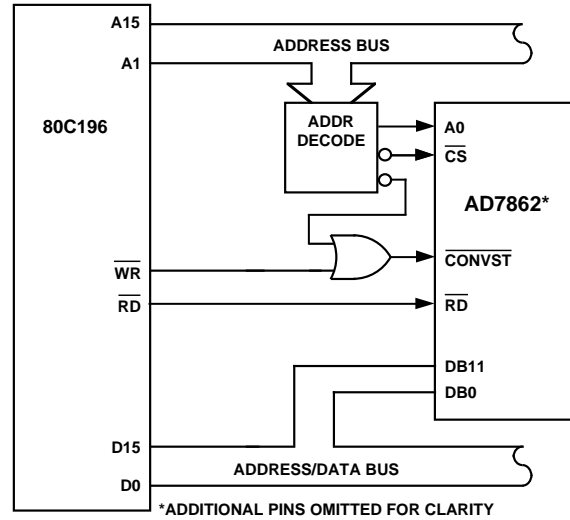 A15
ADDRESS BUS
A1
80C196
ADDR
DECODE
A0
CS
AD7862*
CONVST
WR
RD
RD
DB11
DB0
D15
ADDRESS/DATA BUS
D0
*ADDITIONAL PINS OMITTED FOR CLARITY